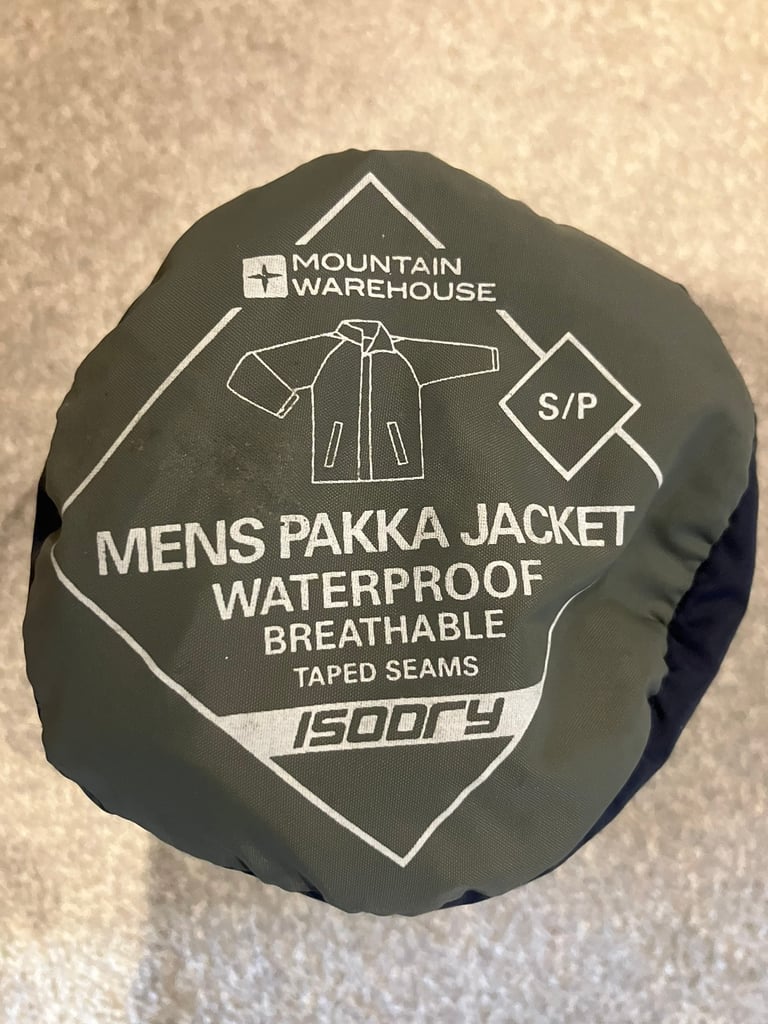 MOUNTAIN
WAREHOUSE
S/P
MENS PAKKA JACKET
WATERPROOF
BREATHABLE
TAPED SEAMS
ISODRY